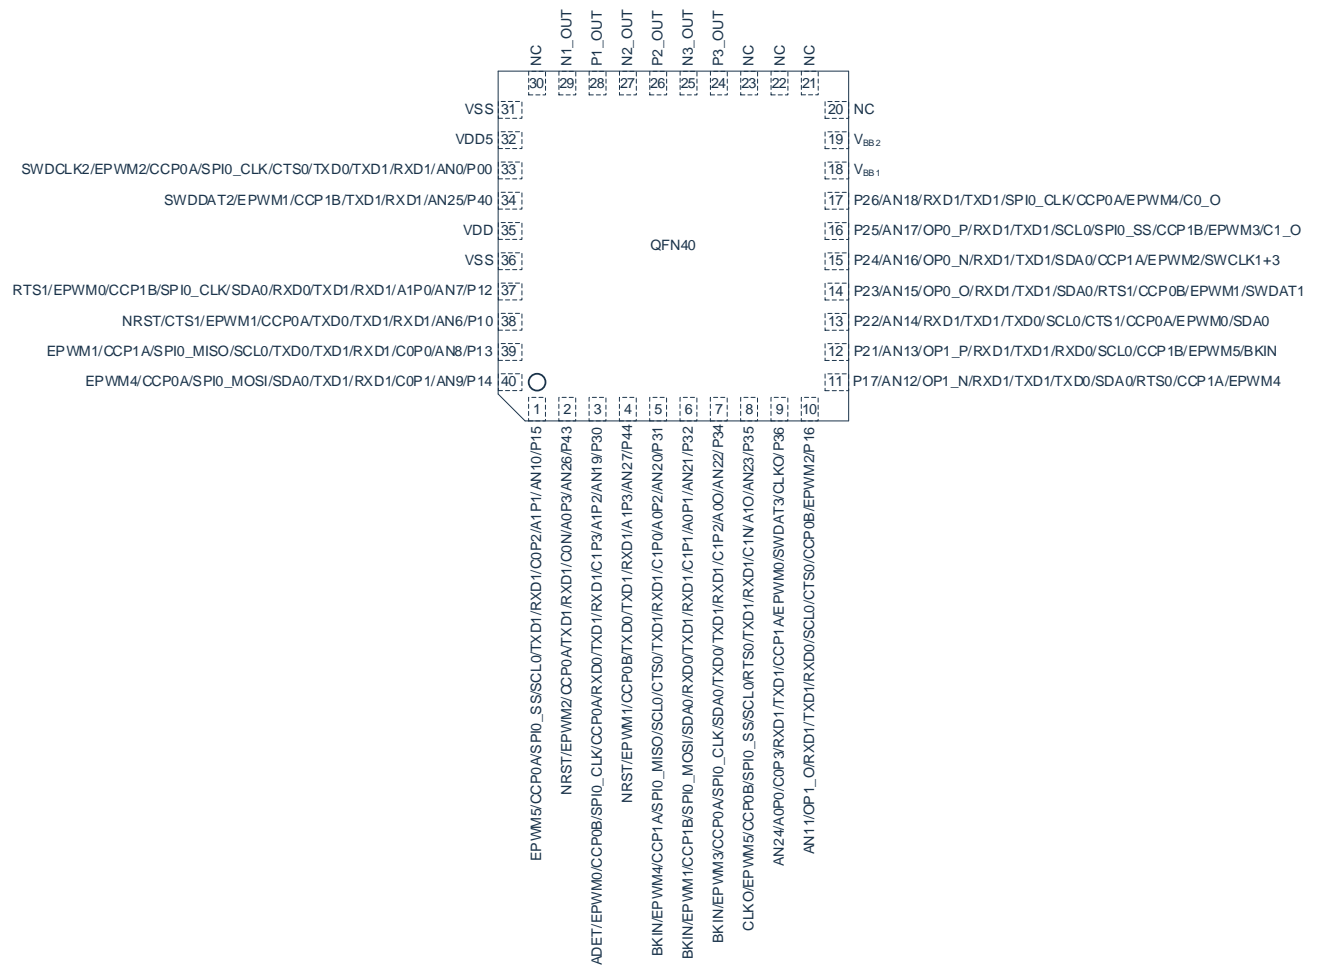 NC
N1_OUT
P1_OUT
N2_OUT
P2_OUT
N3_OUT
P3_OUT
NC
NC
NC
30
29
28
27
26
25
24
23
22
21
VSS 31
VDD5 32
SWDCLK2/EPWM2/CCP0A/SPI0_CLK/CTS0/TXD0/TXD1/RXD1/AN0/P00 33
SWDDAT2/EPWM1/CCP1B/TXD1/RXD1/AN25/P40 34
VDD 35
VSS 36
RTS1/EPWM0/CCP1B/SPI0_CLK/SDA0/RXD0/TXD1/RXD1/A1P0/AN7/P12 37
NRST/CTS1/EPWM1/CCP0A/TXD0/TXD1/RXD1/AN6/P10 38
EPWM1/CCP1A/SPI0_MISO/SCL0/TXD0/TXD1/RXD1/C0P0/AN8/P13 39
EPWM4/CCP0A/SPI0_MOSI/SDA0/TXD1/RXD1/C0P1/AN9/P14 40
QFN40
20 NC
19 VBB2
18 VBB1
17 P26/AN18/RXD1/TXD1/SPI0_CLK/CCP0A/EPWM4/C0_O
16 P25/AN17/OP0_P/RXD1/TXD1/SCL0/SPI0_SS/CCP1B/EPWM3/C1_O
15 P24/AN16/OP0_N/RXD1/TXD1/SDA0/CCP1A/EPWM2/SWCLK1+3
14 P23/AN15/OP0_O/RXD1/TXD1/SDA0/RTS1/CCP0B/EPWM1/SWDAT1
13 P22/AN14/RXD1/TXD1/TXD0/SCL0/CTS1/CCP0A/EPWM0/SDA0
12 P21/AN13/OP1_P/RXD1/TXD1/RXD0/SCL0/CCP1B/EPWM5/BKIN
11 P17/AN12/OP1_N/RXD1/TXD1/TXD0/SDA0/RTS0/CCP1A/EPWM4
1
2
3
4
5
6
7
8
9
10
EPWM5/CCP0A/SPI0_SS/SCL0/TXD1/RXD1/C0P2/A1P1/AN10/P15
NRST/EPWM2/CCP0A/TXD1/RXD1/C0N/A0P3/AN26/P43
ADET/EPWM0/CCP0B/SPI0_CLK/CCP0A/RXD0/TXD1/RXD1/C1P3/A1P2/AN19/P30
NRST/EPWM1/CCP0B/TXD0/TXD1/RXD1/A1P3/AN27/P44
BKIN/EPWM4/CCP1A/SPI0_MISO/SCL0/CTS0/TXD1/RXD1/C1P0/A0P2/AN20/P31
BKIN/EPWM1/CCP1B/SPI0_MOSI/SDA0/RXD0/TXD1/RXD1/C1P1/A0P1/AN21/P32
BKIN/EPWM3/CCP0A/SPI0_CLK/SDA0/TXD0/TXD1/RXD1/C1P2/A0O/AN22/P34
CLKO/EPWM5/CCP0B/SPI0_SS/SCL0/RTS0/TXD1/RXD1/C1N/A1O/AN23/P35
AN24/A0P0/C0P3/RXD1/TXD1/CCP1A/EPWM0/SWDAT3/CLKO/P36
AN11/OP1_O/RXD1/TXD1/RXD0/SCL0/CTS0/CCP0B/EPWM2/P16